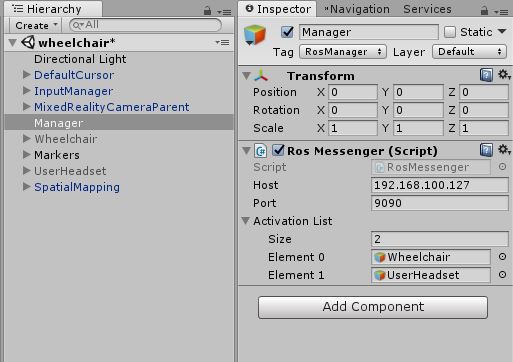 Hierarchy
Create All
wheelchair*
Directional Light
DefaultCursor
InputManager
MixedRealityCameraParent
Manager
Wheelchair
Markers
UserHeadset
SpatialMapping
Inspector Navigation Services
Manager Static
Tag RosManager Layer Default
Transform
Position X 0 Y 0 Z 0
Rotation X 0 Y 0 Z 0
Scale X 1 Y 1 Z 1
Ros Messenger (Script)
Script RosMessenger
Host 192.168.100.127
Port 9090
Activation List
Size 2
Element 0 Wheelchair
Element 1 UserHeadset
Add Component